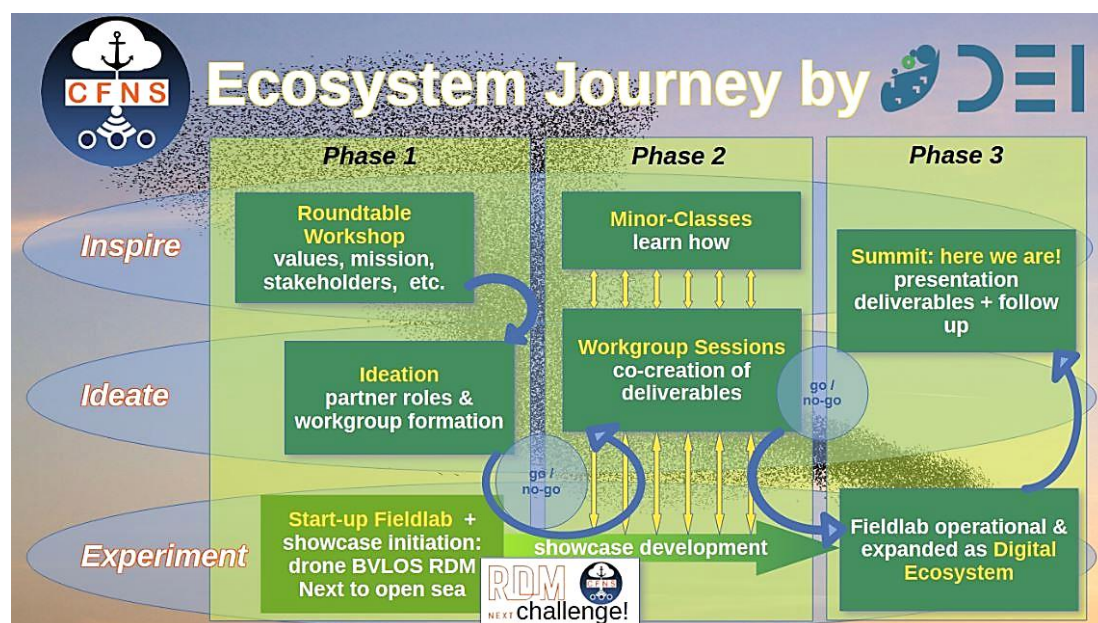 CFNS
Ecosystem Journey by DEI
Phase 1
Phase 2
Phase 3
Inspire
Roundtable
Workshop
values, mission,
stakeholders, etc.
Minor-Classes
learn how
Summit: here we are!
presentation
deliverables + follow
up
Ideate
Ideation
partner roles &
workgroup formation
Workgroup Sessions
co-creation of
deliverables
go /
no-go
go /
no-go
Experiment
Start-up Fieldlab +
showcase initiation:
drone BVLOS RDM
Next to open sea
showcase development
Fieldlab operational &
expanded as Digital
Ecosystem
RDM
NEXT
CFNS
challenge!